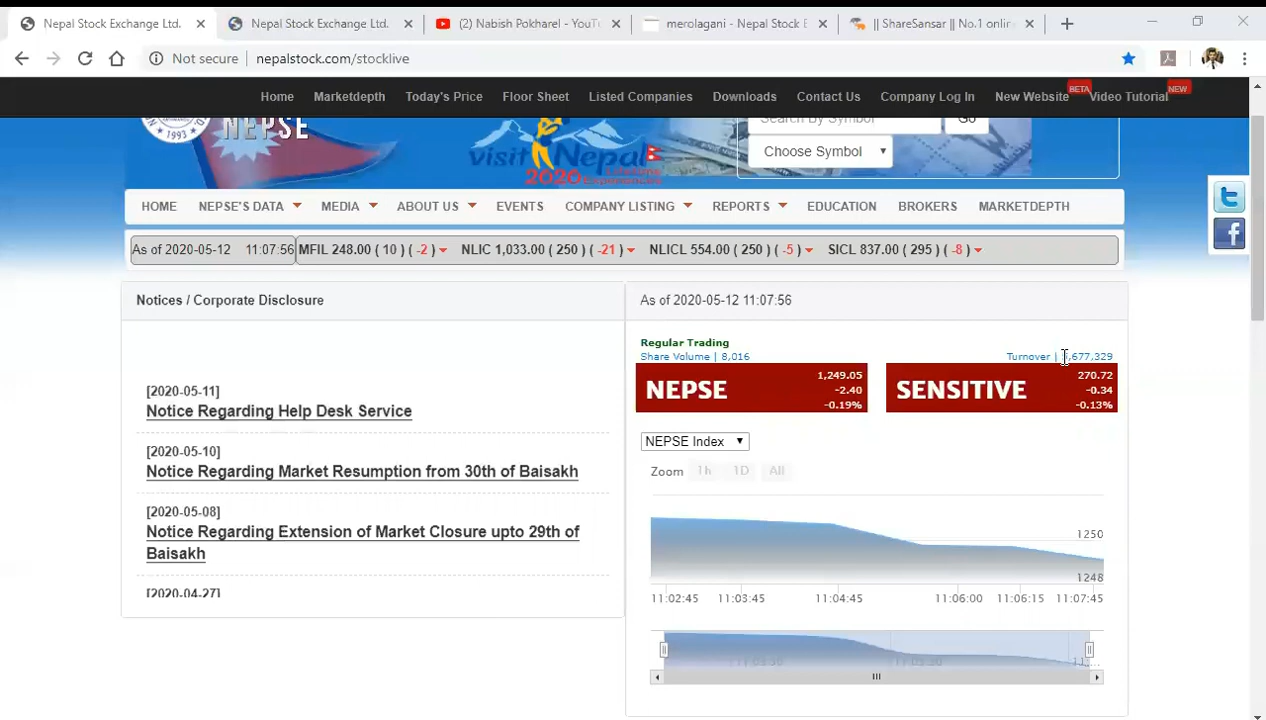 Nepal Stock Exchange Ltd.
Nepal Stock Exchange Ltd.
(2) Nabish Pokharel - YouTu
merolagani - Nepal Stock E
|| ShareSansar || No.1 onlin
Not secure | nepalstock.com/stocklive
Home Marketdepth Today's Price Floor Sheet Listed Companies Downloads Contact Us Company Log In New Website BETA Video Tutorial NEW
1993
NEPSE
visit Nepal
2020
Search By Symbol
Go
Choose Symbol
HOME NEPSE'S DATA MEDIA ABOUT US EVENTS COMPANY LISTING REPORTS EDUCATION BROKERS MARKETDEPTH
As of 2020-05-12 11:07:56 MFIL 248.00 ( 10 ) ( -2 ) NLIC 1,033.00 ( 250 ) ( -21 ) NLICL 554.00 ( 250 ) ( -5 ) SICL 837.00 ( 295 ) ( -8 )
Notices / Corporate Disclosure
[2020-05-11]
Notice Regarding Help Desk Service
[2020-05-10]
Notice Regarding Market Resumption from 30th of Baisakh
[2020-05-08]
Notice Regarding Extension of Market Closure upto 29th of
Baisakh
[2020-04-27]
As of 2020-05-12 11:07:56
Regular Trading
Share Volume | 8,016
Turnover |
NEPSE
1,249.05
-2.40
-0.19%
SENSITIVE
270.72
-0.34
-0.13%
NEPSE Index
Zoom 1h 1D All
1250
1248
11:02:45 11:03:45 11:04:45 11:06:00 11:06:15 11:07:45